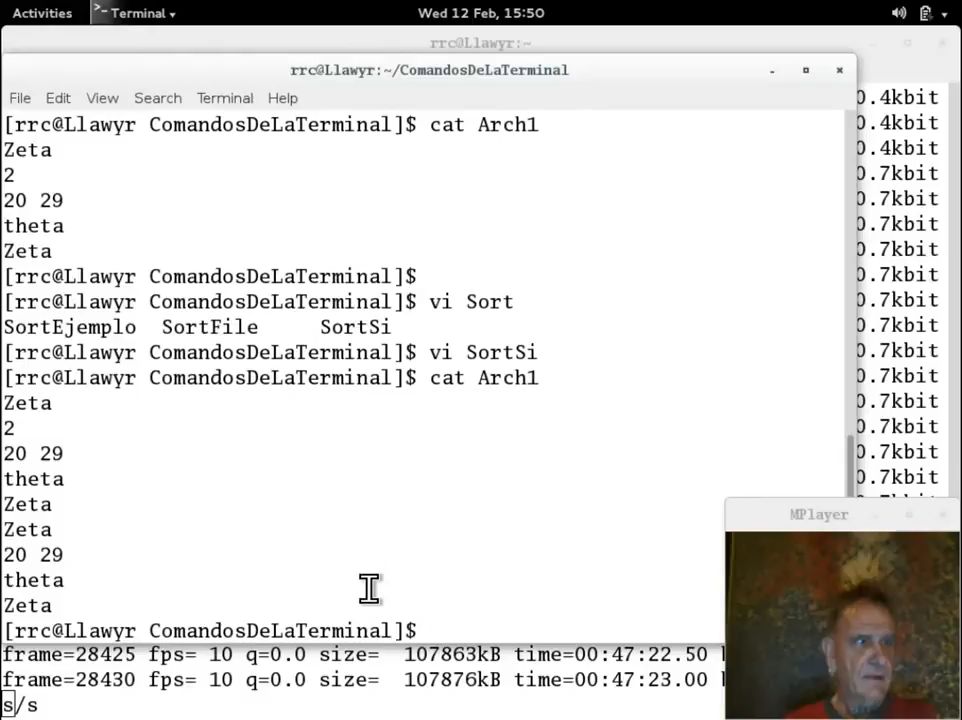 Activities Terminal Wed 12 Feb, 15:50
rrc@Llawyr:~
rrc@Llawyr:~/ComandosDeLaTerminal
File Edit View Search Terminal Help
[rrc@Llawyr ComandosDeLaTerminal]$ cat Arch1
Zeta
2
20 29
theta
Zeta
[rrc@Llawyr ComandosDeLaTerminal]$
[rrc@Llawyr ComandosDeLaTerminal]$ vi Sort
SortEjemplo SortFile SortSi
[rrc@Llawyr ComandosDeLaTerminal]$ vi SortSi
[rrc@Llawyr ComandosDeLaTerminal]$ cat Arch1
Zeta
2
20 29
theta
Zeta
Zeta
20 29
theta
Zeta
[rrc@Llawyr ComandosDeLaTerminal]$
0.4kbit
0.4kbit
0.4kbit
0.7kbit
0.7kbit
0.7kbit
0.7kbit
0.7kbit
0.7kbit
0.7kbit
0.7kbit
0.7kbit
0.7kbit
0.7kbit
0.7kbit
0.7kbit
MPlayer
frame=28425 fps= 10 q=0.0 size= 107863kB time=00:47:22.50
frame=28430 fps= 10 q=0.0 size= 107876kB time=00:47:23.00
s/s